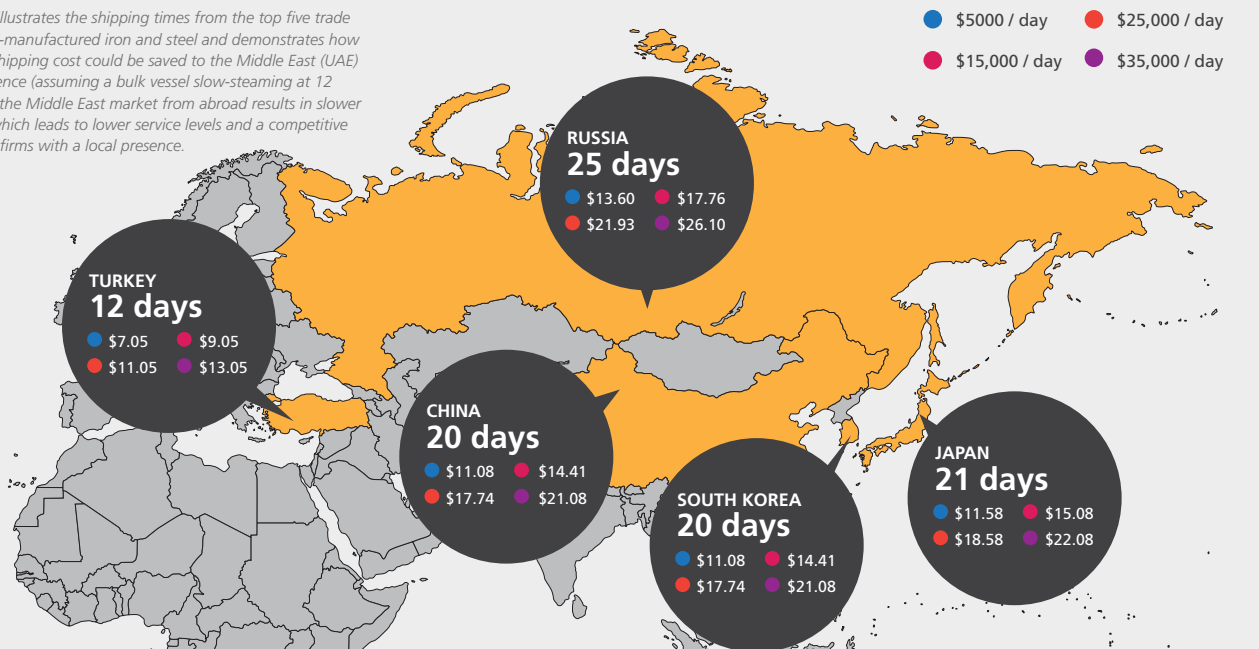 llustrates the shipping times from the top five trade
-manufactured iron and steel and demonstrates how
hipping cost could be saved to the Middle East (UAE)
ence (assuming a bulk vessel slow-steaming at 12
the Middle East market from abroad results in slower
which leads to lower service levels and a competitive
firms with a local presence.
$5000 / day $25,000 / day
$15,000 / day $35,000 / day
RUSSIA
25 days
$13.60 $17.76
$21.93 $26.10
TURKEY
12 days
$7.05 $9.05
$11.05 $13.05
CHINA
20 days
$11.08 $14.41
$17.74 $21.08
SOUTH KOREA
20 days
$11.08 $14.41
$17.74 $21.08
JAPAN
21 days
$11.58 $15.08
$18.58 $22.08